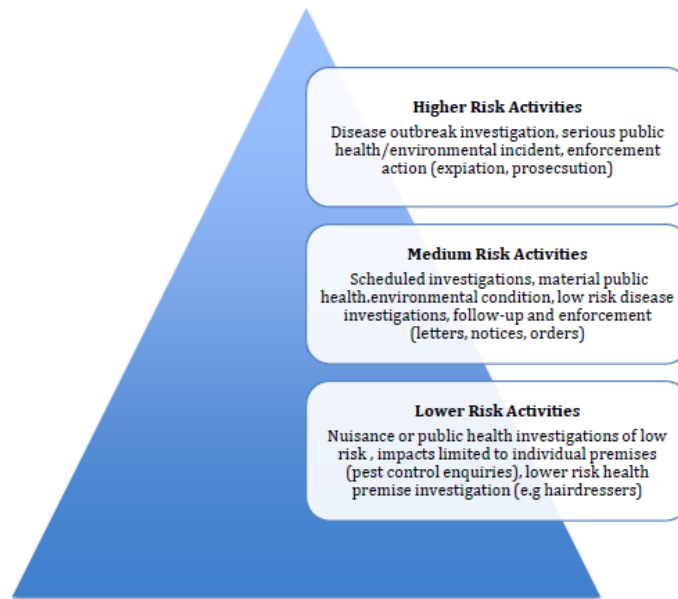 Higher Risk Activities
Disease outbreak investigation, serious public
health/environmental incident, enforcement
action (expiation, prosecsution)
Medium Risk Activities
Scheduled investigations, material public
health.environmental condition, low risk disease
investigations, follow-up and enforcement
(letters, notices, orders)
Lower Risk Activities
Nuisance or public health investigations of low
risk , impacts limited to individual premises
(pest control enquiries), lower risk health
premise investigation (e.g hairdressers)